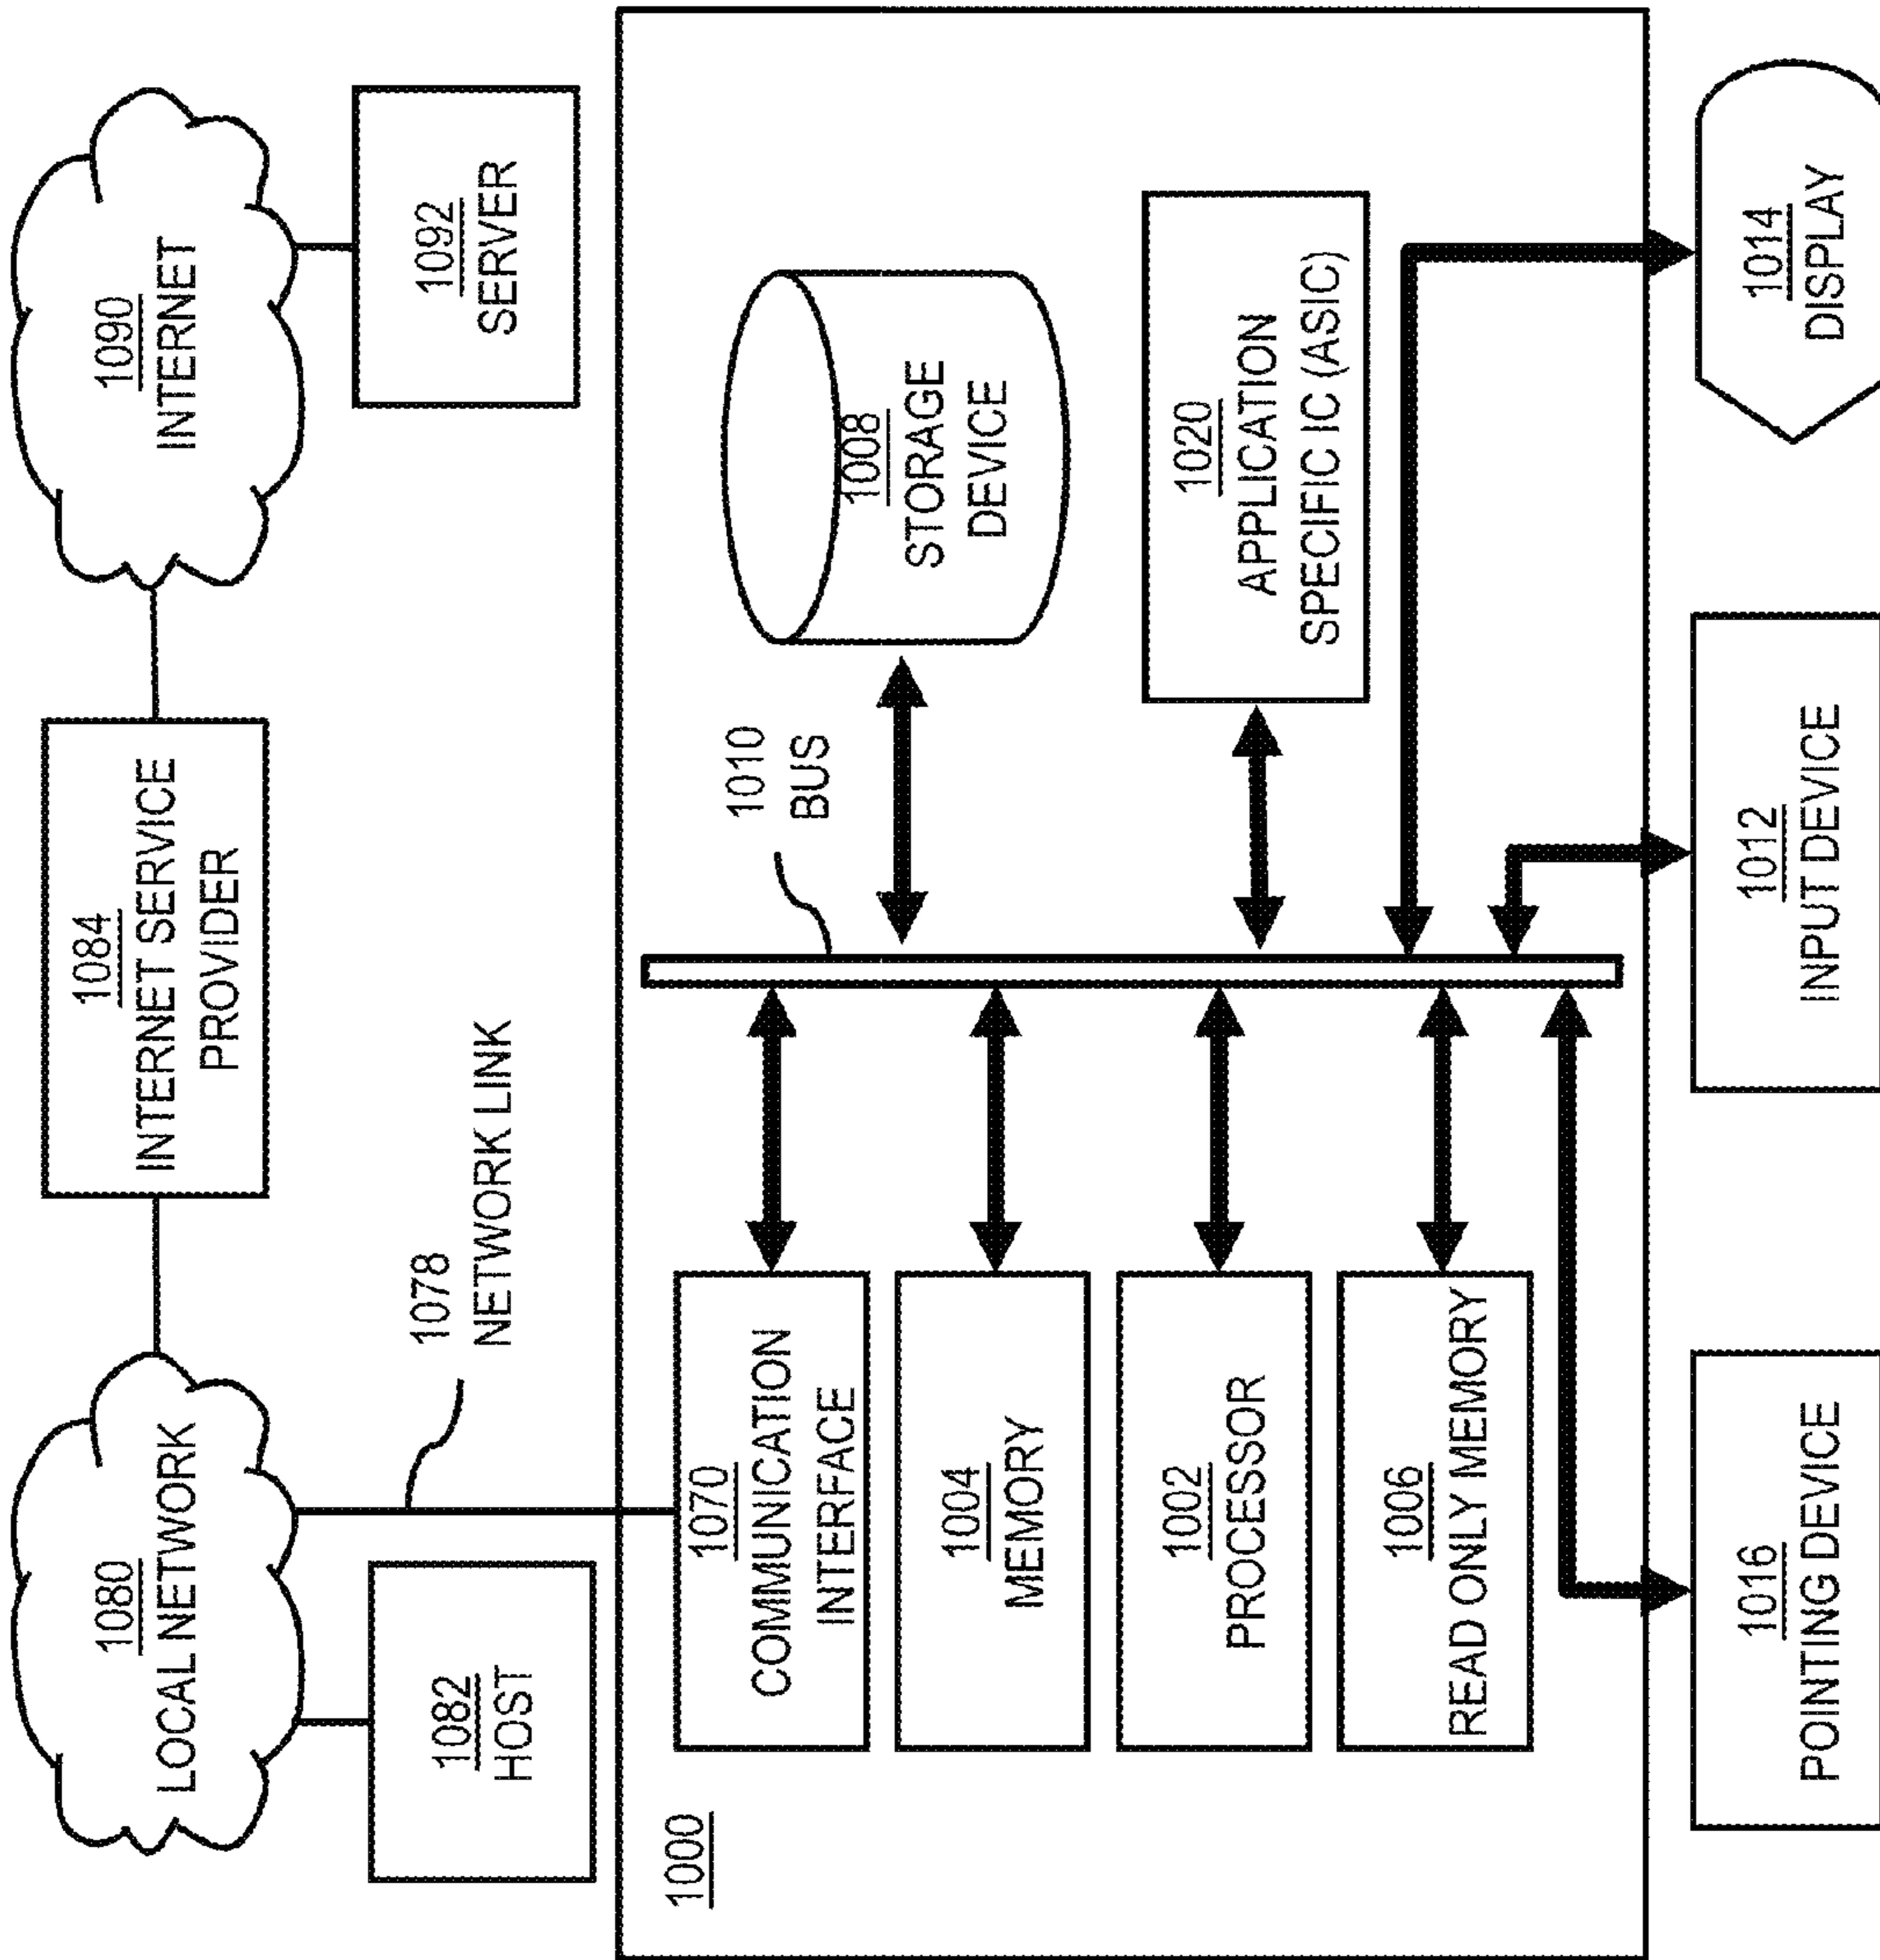 1080
LOCAL NETWORK
1084
INTERNET SERVICE
PROVIDER
1090
INTERNET
1082
HOST
1078
NETWORK LINK
1092
SERVER
1000
1070
COMMUNICATION
INTERFACE
1004
MEMORY
1002
PROCESSOR
1006
READ ONLY MEMORY
1010
BUS
1008
STORAGE
DEVICE
1020
APPLICATION
SPECIFIC IC (ASIC)
1016
POINTING DEVICE
1012
INPUT DEVICE
1014
DISPLAY